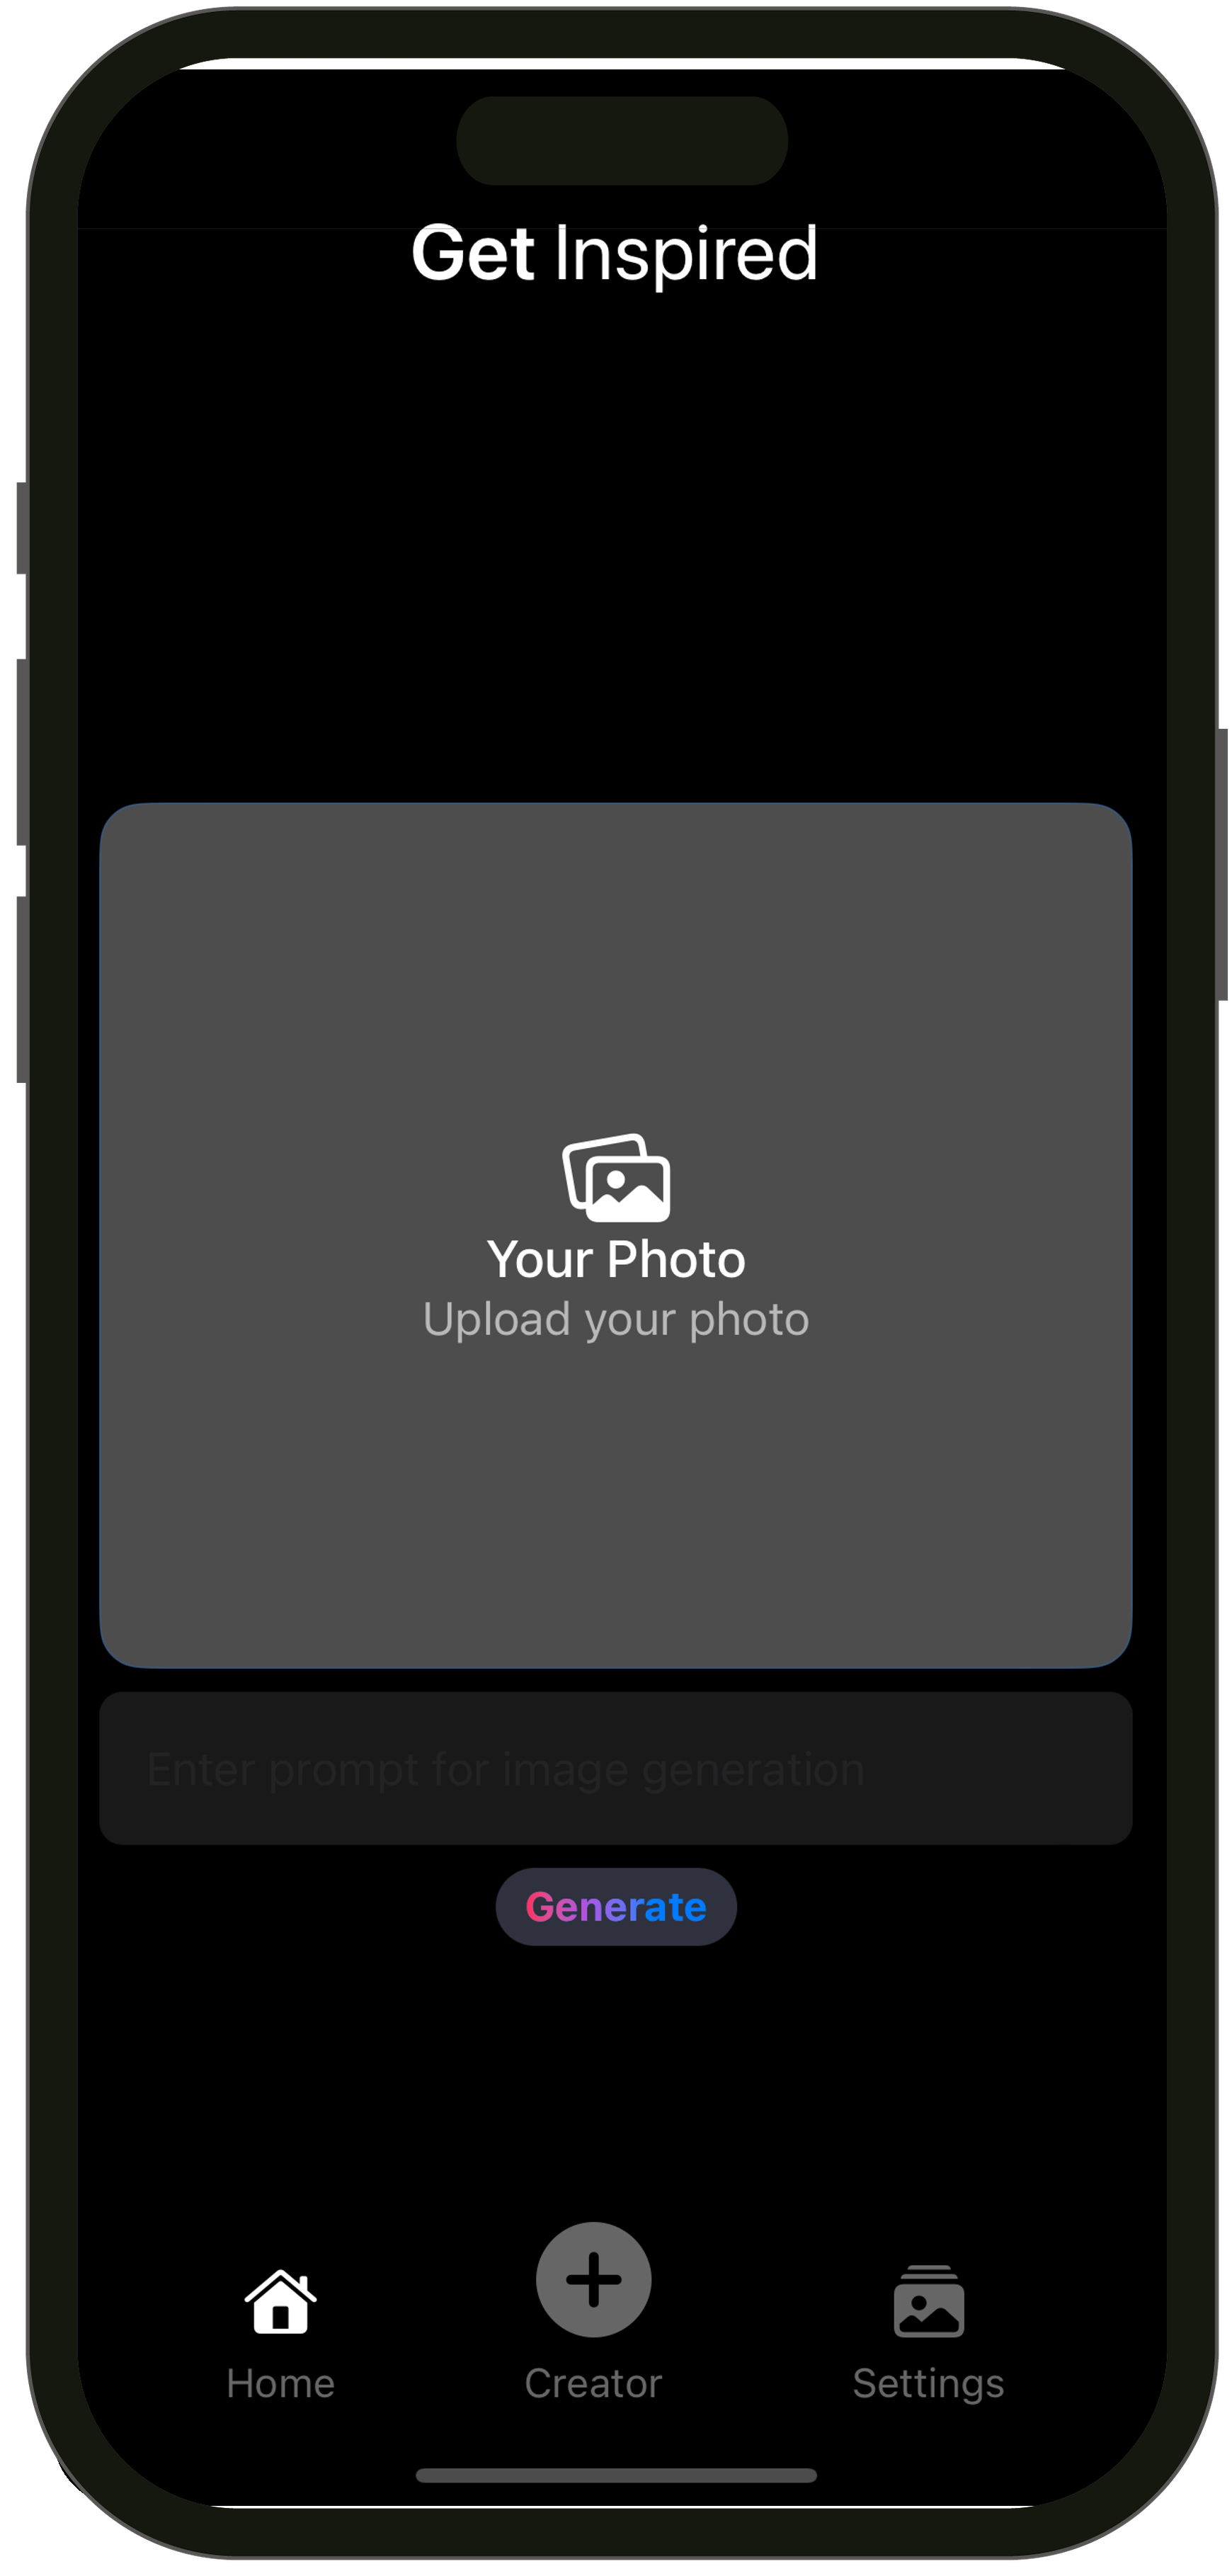 Get Inspired
Your Photo
Upload your photo
Enter prompt for image generation
Generate
Home
Creator
Settings